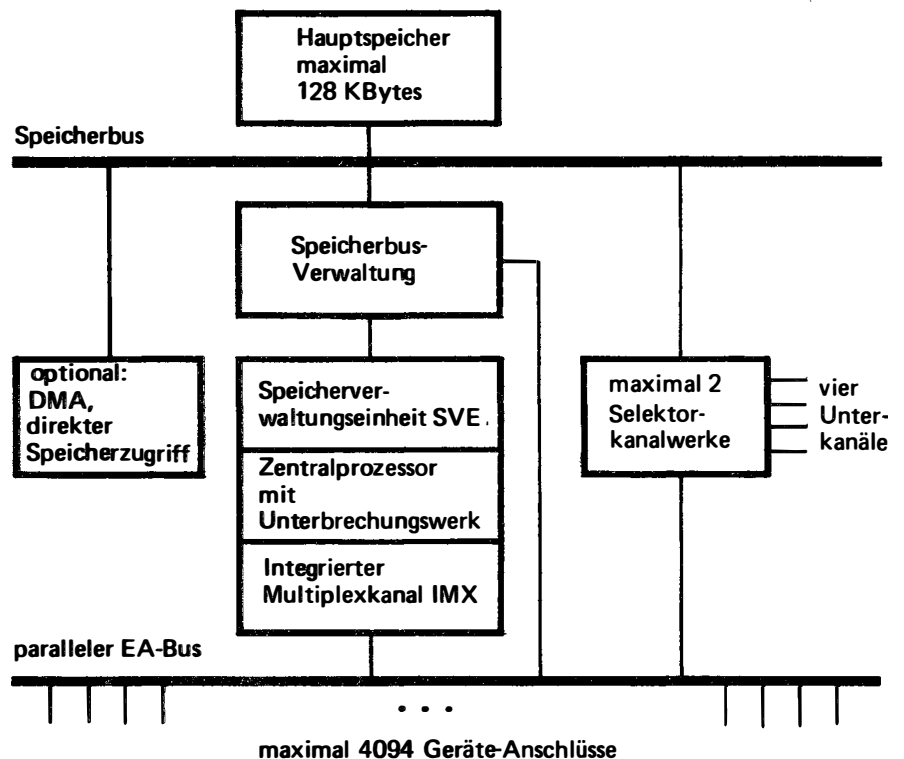 Hauptspeicher
maximal
128 KBytes
Speicherbus
Speicherbus-
Verwaltung
optional:
DMA,
direkter
Speicherzugriff
Speicherver-
waltungseinheit SVE.
Zentralprozessor
mit
Unterbrechungswerk
Integrierter
Multiplexkanal IMX
maximal 2
Selektor-
kanalwerke
vier
Unter-
kanäle
paralleler EA-Bus
...
maximal 4094 Geräte-Anschlüsse